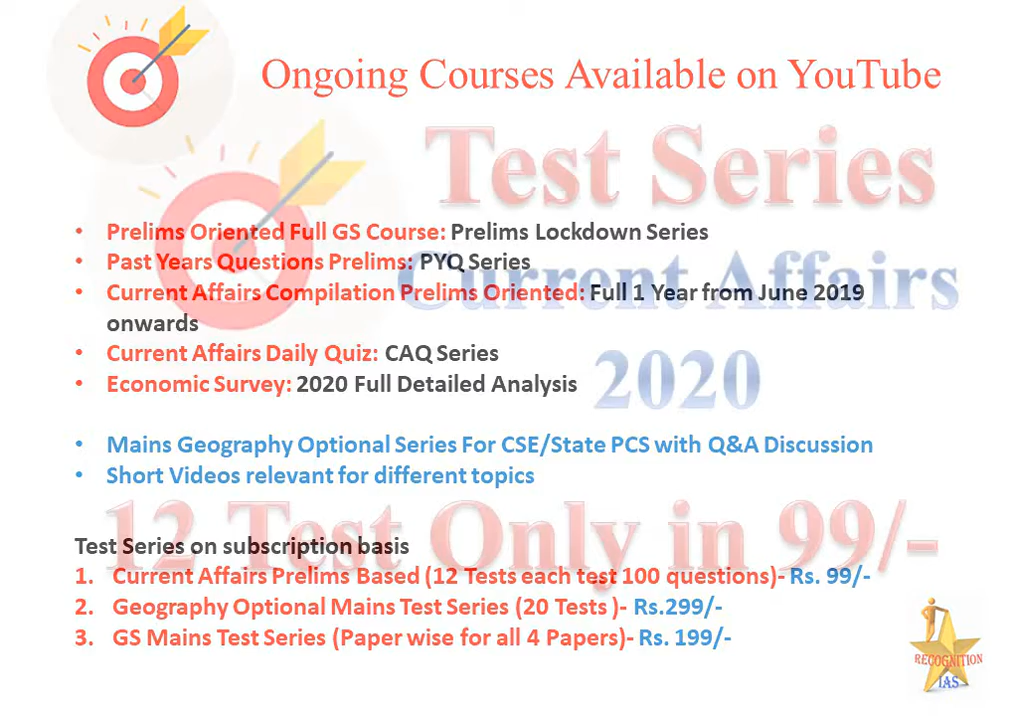 Ongoing Courses Available on YouTube
Test Series
• Prelims Oriented Full GS Course: Prelims Lockdown Series
• Past Years Questions Prelims: PYQ Series
Current Affairs
• Current Affairs Compilation Prelims Oriented: Full 1 Year from June 2019
onwards
• Current Affairs Daily Quiz: CAQ Series
• Economic Survey: 2020 Full Detailed Analysis
2020
• Mains Geography Optional Series For CSE/State PCS with Q&A Discussion
• Short Videos relevant for different topics
12 Test Only in 99/-
Test Series on subscription basis
1. Current Affairs Prelims Based (12 Tests each test 100 questions)- Rs. 99/-
2. Geography Optional Mains Test Series (20 Tests )- Rs.299/-
3. GS Mains Test Series (Paper wise for all 4 Papers)- Rs. 199/-
RECOGNITION
IAS